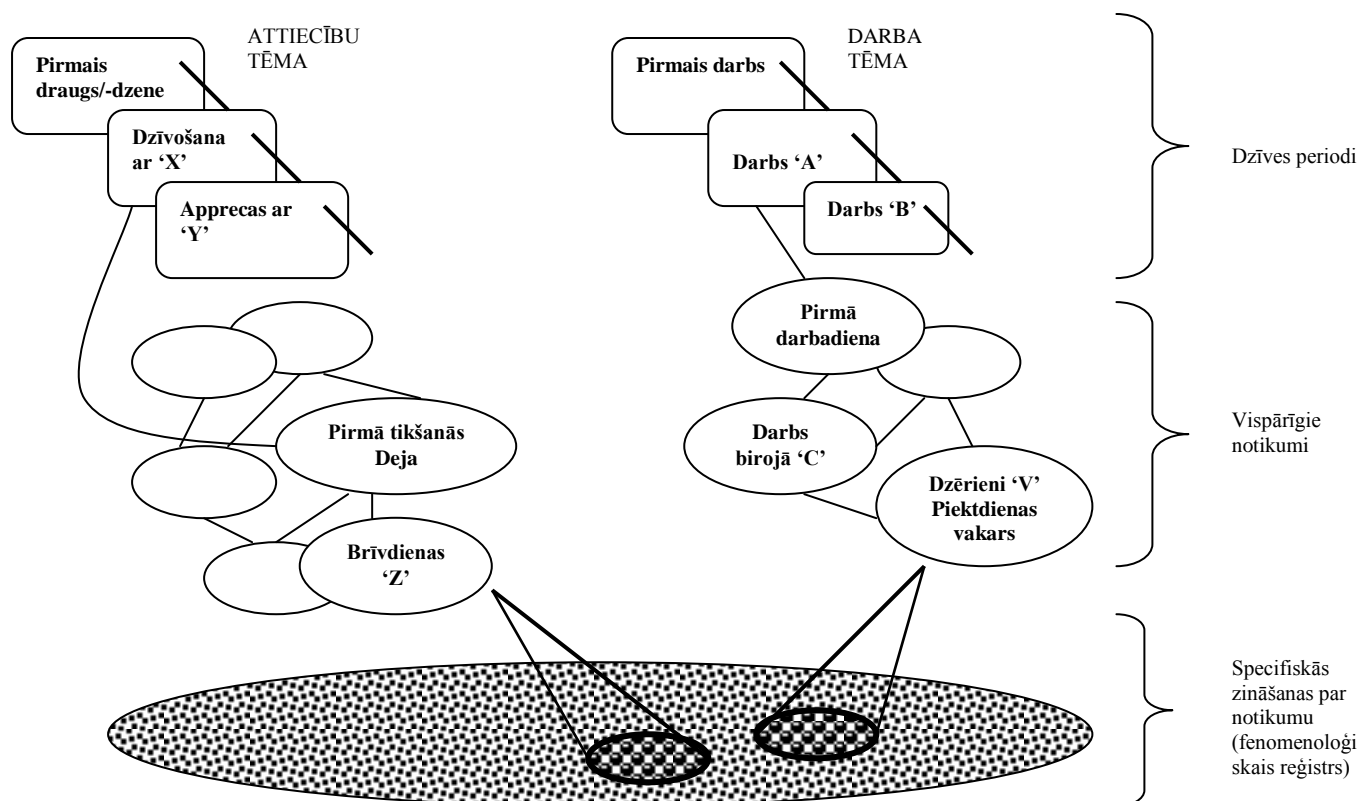 ATTIECĪBU
TĒMA
Pirmais
draugs/-dzene
Dzīvošana
ar ‘X’
Apprecas ar
‘Y’
DARBA
TĒMA
Pirmais darbs
Darbs ‘A’
Darbs ‘B’
Dzīves periodi
Pirmā
darbadiena
Pirmā tikšanās
Deja
Darbs
birojā ‘C’
Dzērieni ‘V’
Piektdienas
vakars
Brīvdienas
‘Z’
Vispārīgie
notikumi
Specifiskās
zināšanas par
notikumu
(fenomenoloģi
skais reģistrs)